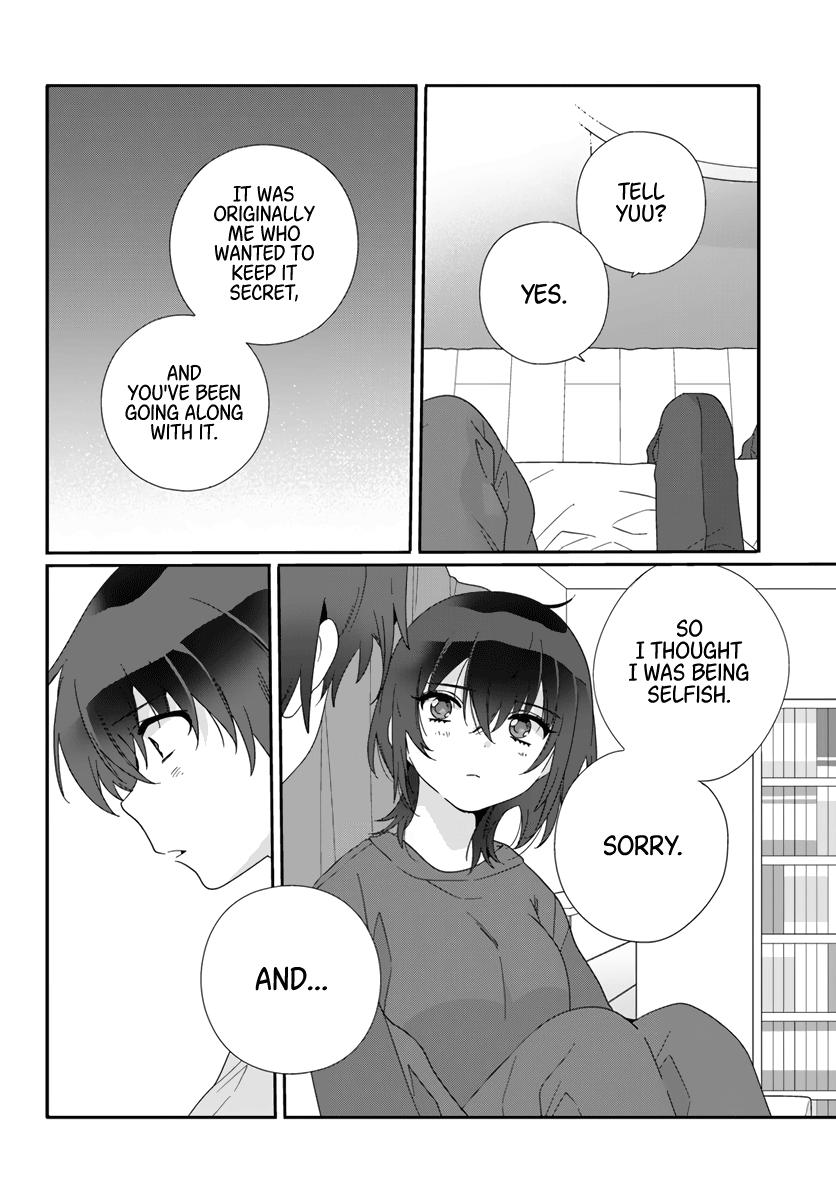 TELL
YUU?
YES.
IT WAS
ORIGINALLY
ME WHO
WANTED TO
KEEP IT
SECRET,
AND
YOU'VE BEEN
GOING ALONG
WITH IT.
SO
I THOUGHT
I WAS BEING
SELFISH.
SORRY.
AND...